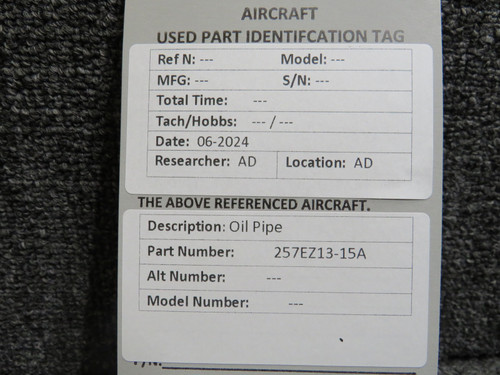 AIRCRAFT
USED PART IDENTIFCATION TAG
Ref N: --- Model: ---
MFG: --- S/N: ---
Total Time: ---
Tach/Hobbs: --- / ---
Date: 06-2024
Researcher: AD Location: AD
THE ABOVE REFERENCED AIRCRAFT.
Description: Oil Pipe
Part Number: 257EZ13-15A
Alt Number: ---
Model Number: ---